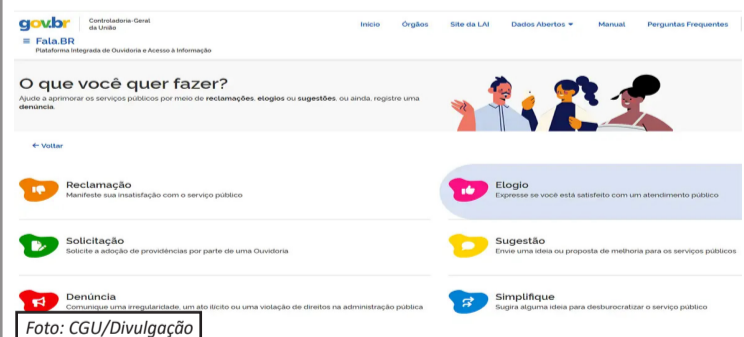 gov.br
Controladoria-Geral
da União
Início Órgãos Site da LAI Dados Abertos Manual Perguntas Frequentes
Fala.BR
Plataforma Integrada de Ouvidoria e Acesso à Informação
O que você quer fazer?
Ajude a aprimorar os serviços públicos por meio de reclamações, elogios ou sugestões, ou ainda, registre uma
denúncia.
← Voltar
Reclamação
Manifeste sua insatisfação com o serviço público
Elogio
Expresse se você está satisfeito com um atendimento público
Solicitação
Solicite a adoção de providências por parte de uma Ouvidoria
Sugestão
Envie uma ideia ou proposta de melhoria para os serviços públicos
Denúncia
Comunique uma irregularidade, um ato ilícito ou uma violação de direitos na administração pública
Simplifique
Sugira alguma ideia para desburocratizar o serviço público
Foto: CGU/Divulgação